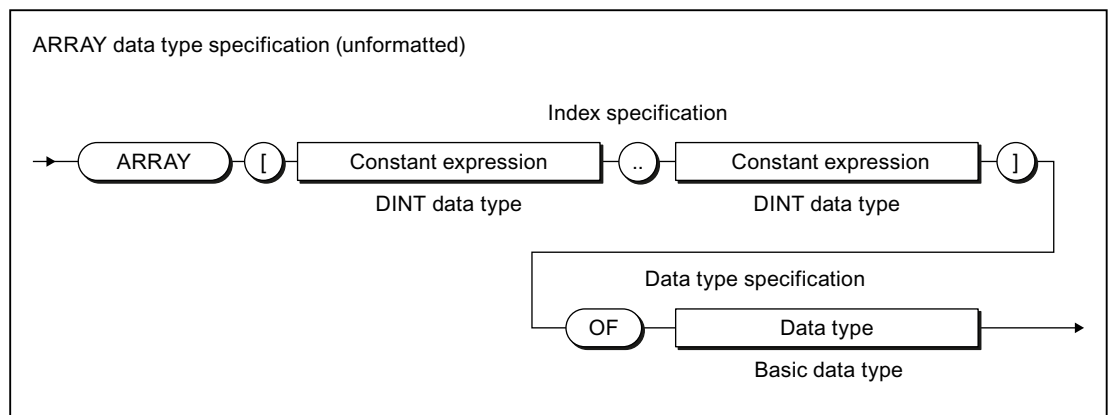 ARRAY data type specification (unformatted)
Index specification
ARRAY [ Constant expression .. Constant expression ]
DINT data type DINT data type
Data type specification
OF Data type
Basic data type